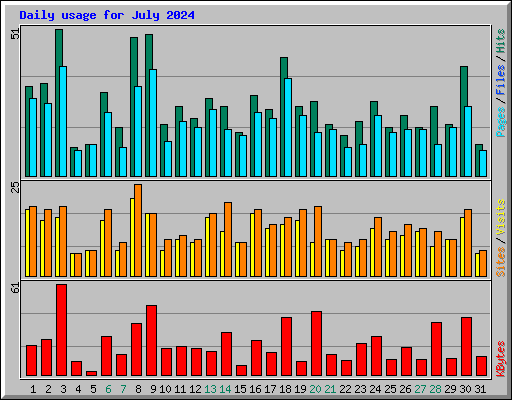 Daily usage for July 2024
51
Pages / Files / Hits
25
Sites / Visits
61
KBytes
1 2 3 4 5 6 7 8 9 10 11 12 13 14 15 16 17 18 19 20 21 22 23 24 25 26 27 28 29 30 31